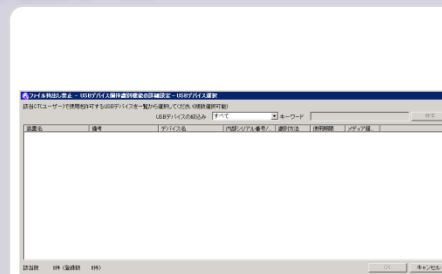 ファイル持出し禁止 - USBデバイス個体識別機能の詳細設定 - USBデバイス選択
該当CT(ユーザー)で使用を許可するUSBデバイスを一覧から選択してください(複数選択可能)
USBデバイスの絞込み すべて キーワード 検索
装置名 備考 デバイス名 内部シリアル番号/.. 識別方法 使用期限 メディア種..
該当数 0件 (登録数 0件) OK キャンセル